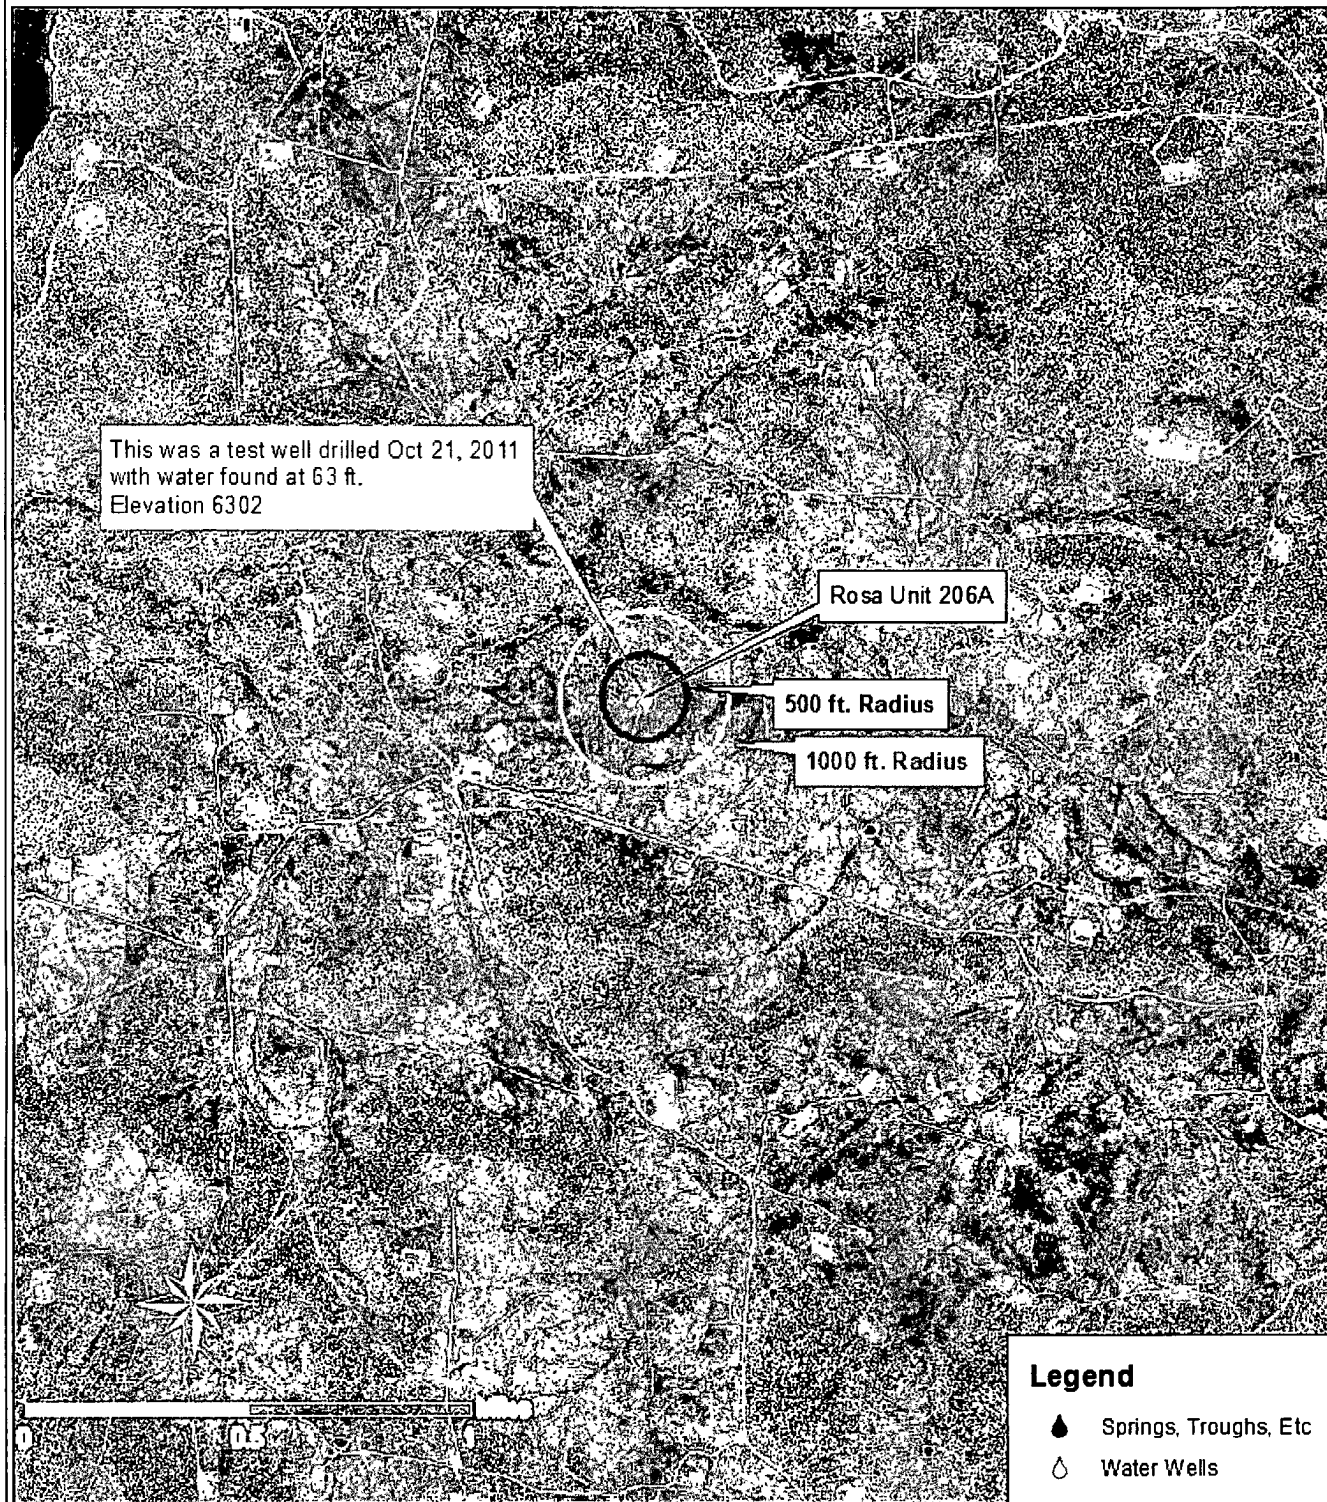 This was a test well drilled Oct 21, 2011
with water found at 63 ft.
Elevation 6302
Rosa Unit 206A
500 ft. Radius
1000 ft. Radius
0
0.5
1
Legend
Springs, Troughs, Etc
Water Wells